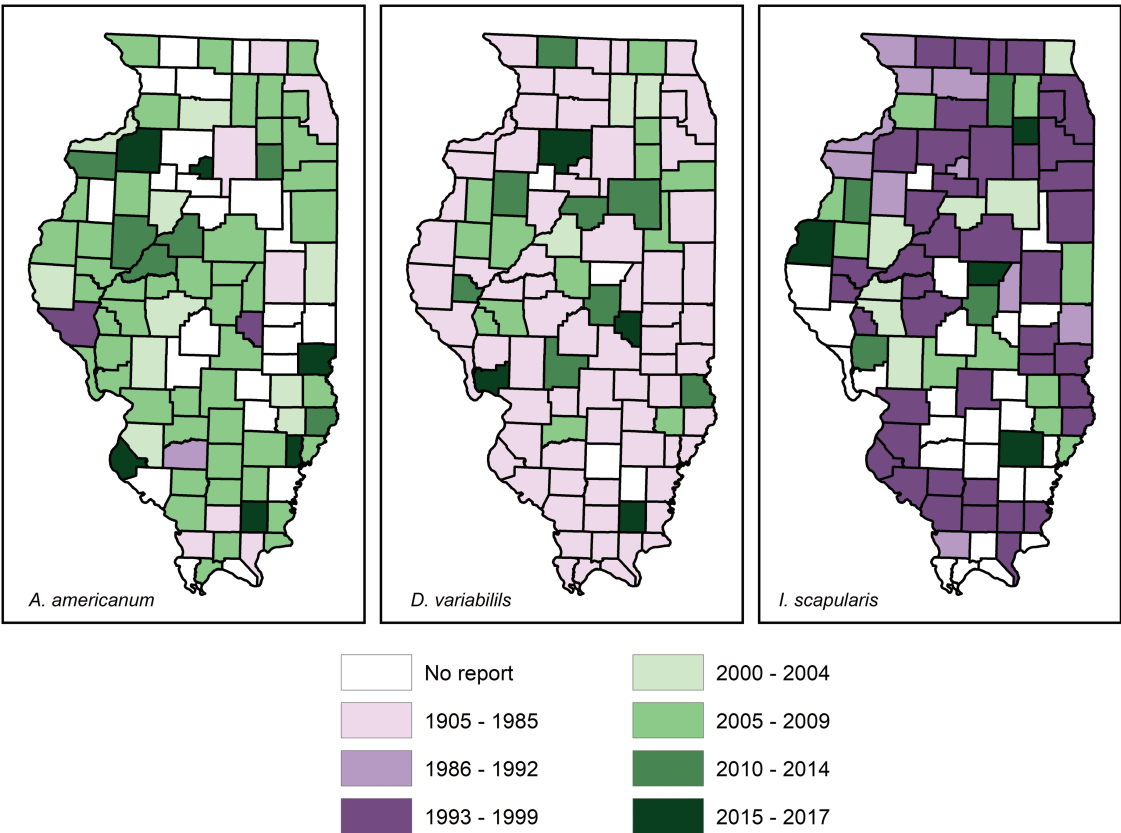 A. americanum
D. variabilils
I. scapularis
No report
1905 - 1985
1986 - 1992
1993 - 1999
2000 - 2004
2005 - 2009
2010 - 2014
2015 - 2017